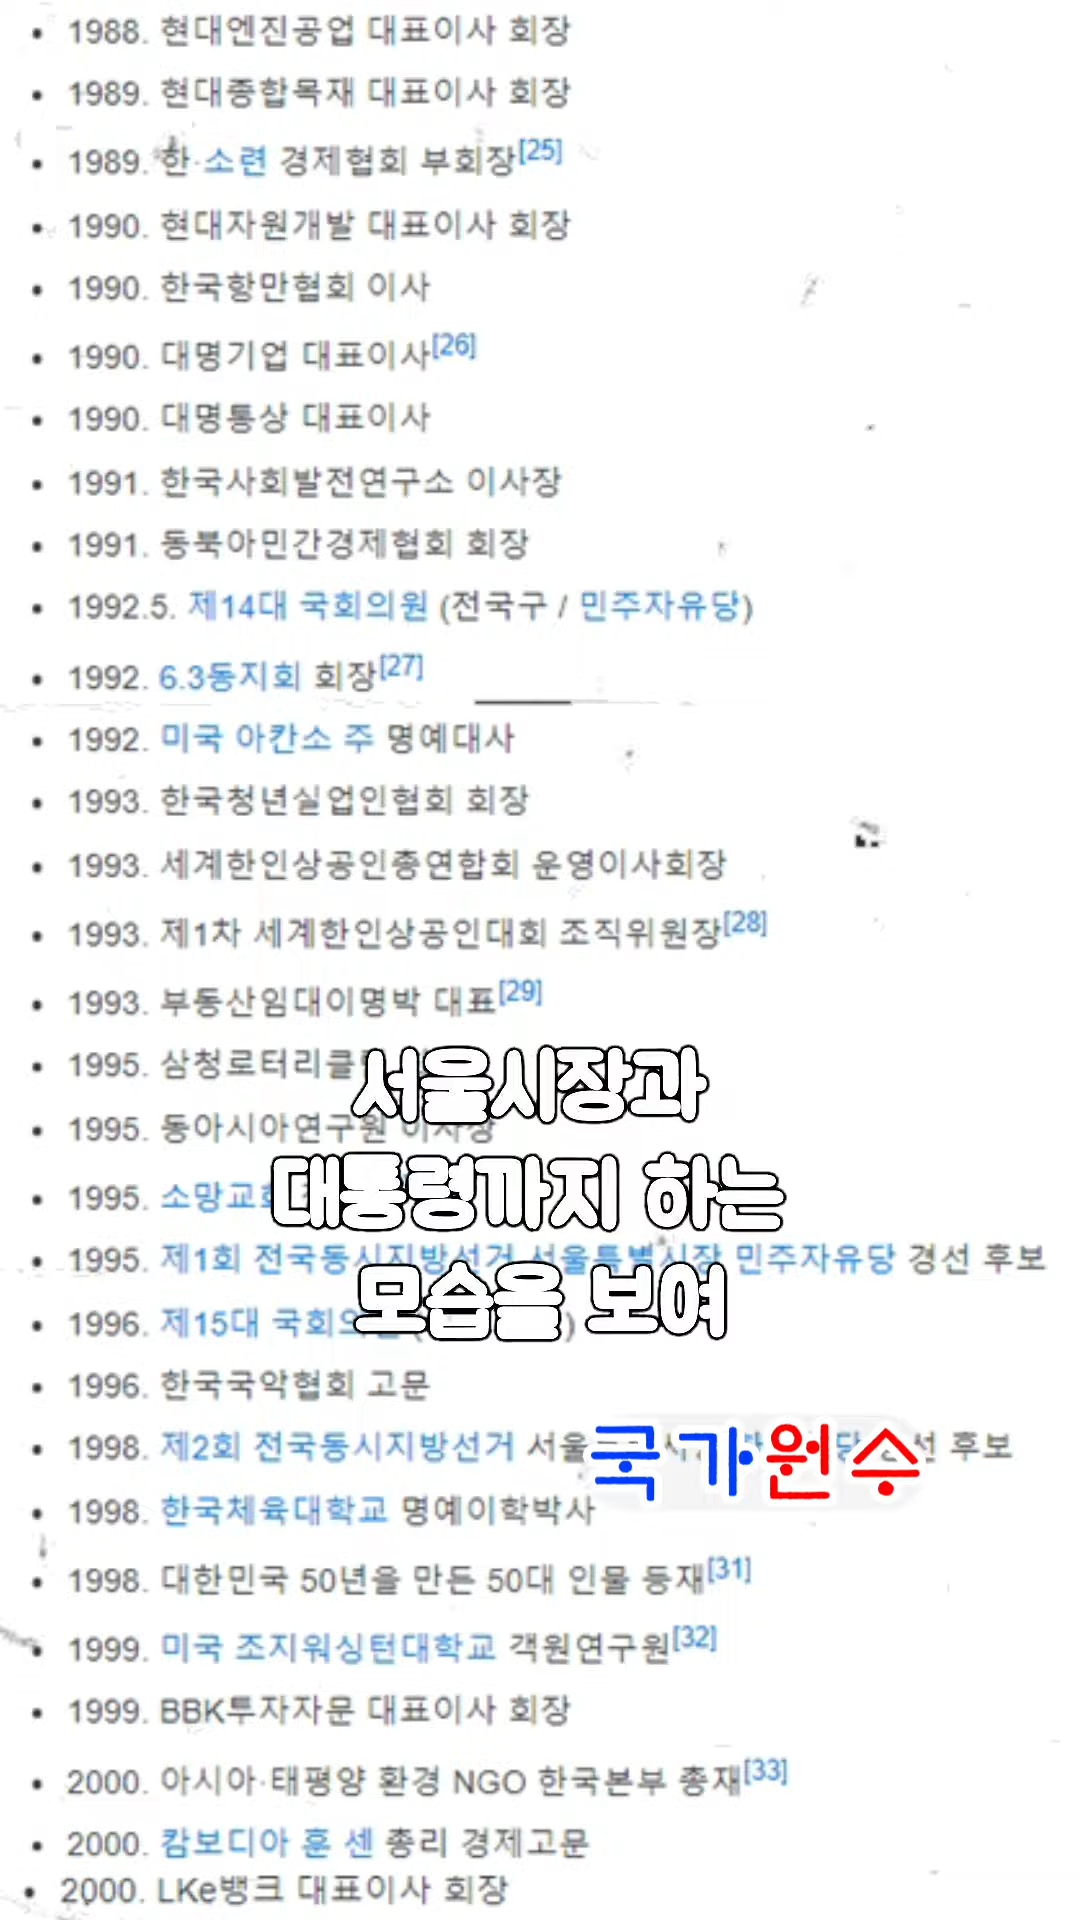 1988. 현대엔진공업 대표이사 회장
1989. 현대종합목재 대표이사 회장
1989. 한·소련 경제협회 부회장[25]
1990. 현대자원개발 대표이사 회장
1990. 한국항만협회 이사
1990. 대명기업 대표이사[26]
1990. 대명통상 대표이사
1991. 한국사회발전연구소 이사장
1991. 동북아민간경제협회 회장
1992.5. 제14대 국회의원 (전국구 / 민주자유당)
1992. 6.3동지회 회장[27]
1992. 미국 아칸소 주 명예대사
1993. 한국청년실업인협회 회장
1993. 세계한인상공인총연합회 운영이사회장
1993. 제1차 세계한인상공인대회 조직위원장[28]
1993. 부동산임대이명박 대표[29]
1995. 삼청로터리클
서울시장과
1995. 동아시아연구원 이사장
대통령까지 하는
1995. 소망교회
1995. 제1회 전국동시지방선거 서울특별시장 민주자유당 경선 후보
모습을 보여
1996. 제15대 국회의
1996. 한국국악협회 고문
1998. 제2회 전국동시지방선거 서울 경선 후보
국가원수
1998. 한국체육대학교 명예이학박사
1998. 대한민국 50년을 만든 50대 인물 등재[31]
1999. 미국 조지워싱턴대학교 객원연구원[32]
1999. BBK투자자문 대표이사 회장
2000. 아시아·태평양 환경 NGO 한국본부 총재[33]
2000. 캄보디아 훈 센 총리 경제고문
2000. LKe뱅크 대표이사 회장